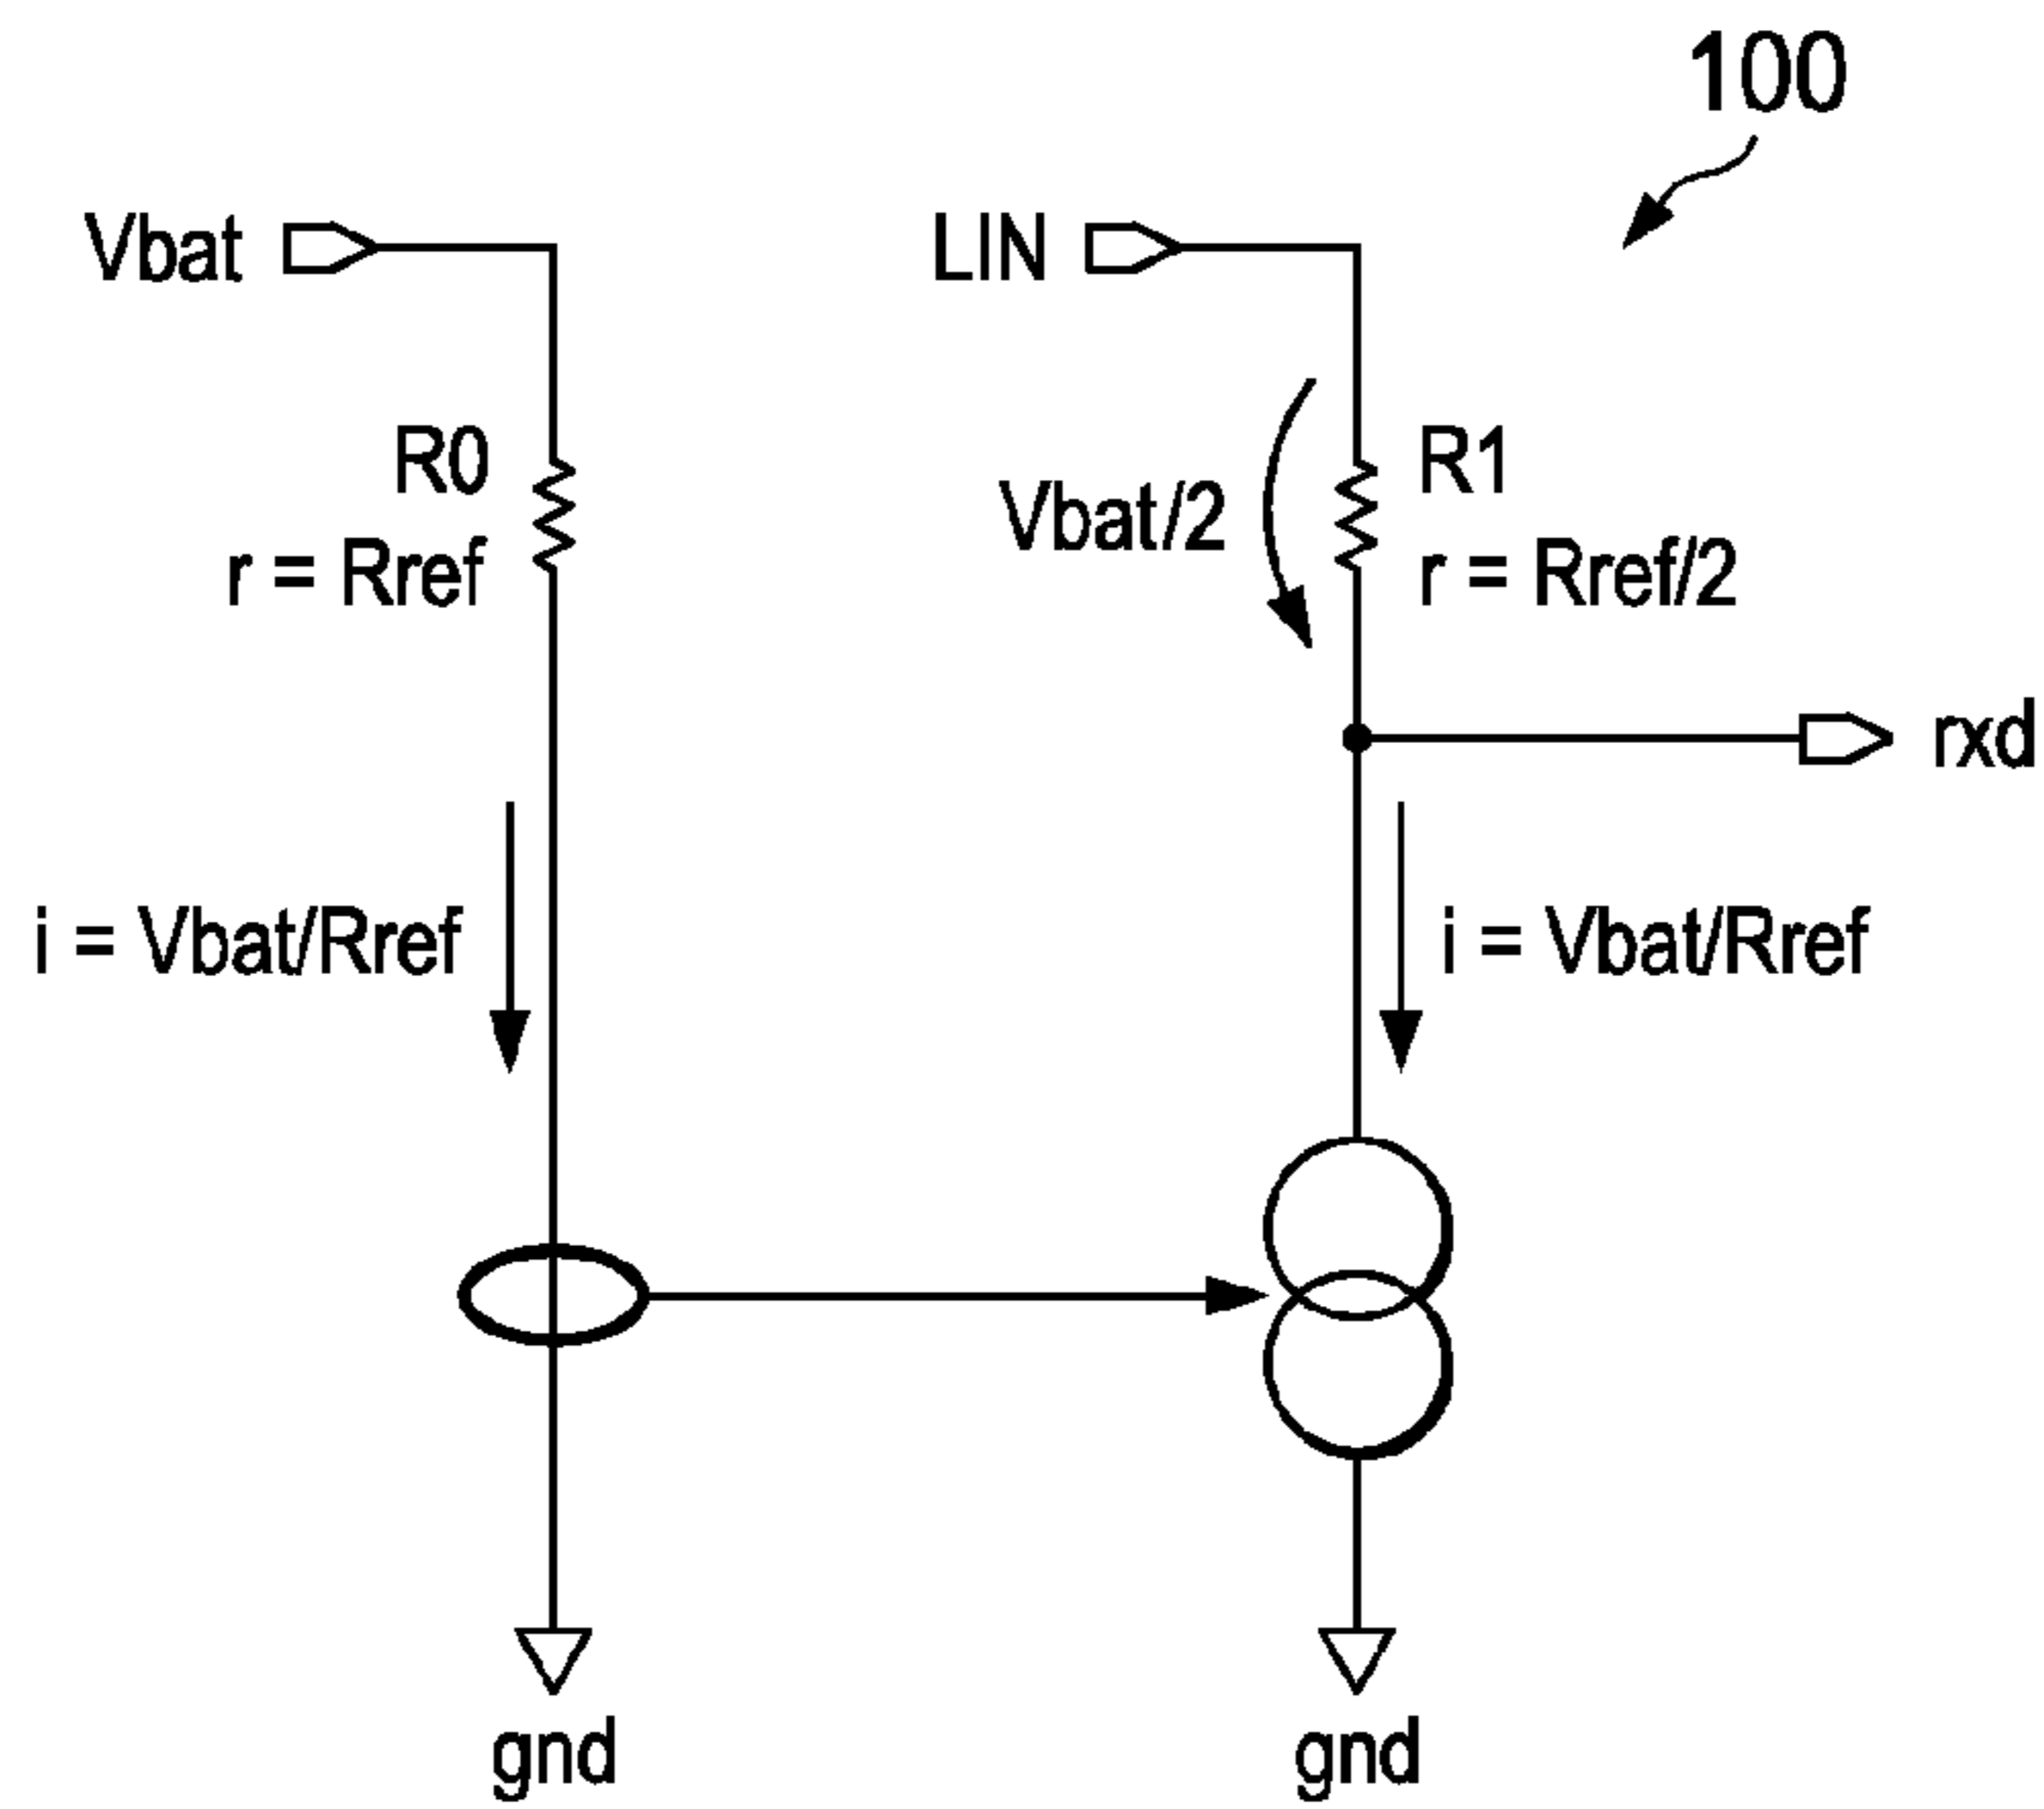 100
Vbat
LIN
R0
r = Rref
Vbat/2
R1
r = Rref/2
rxd
i = Vbat/Rref
i = Vbat/Rref
gnd
gnd